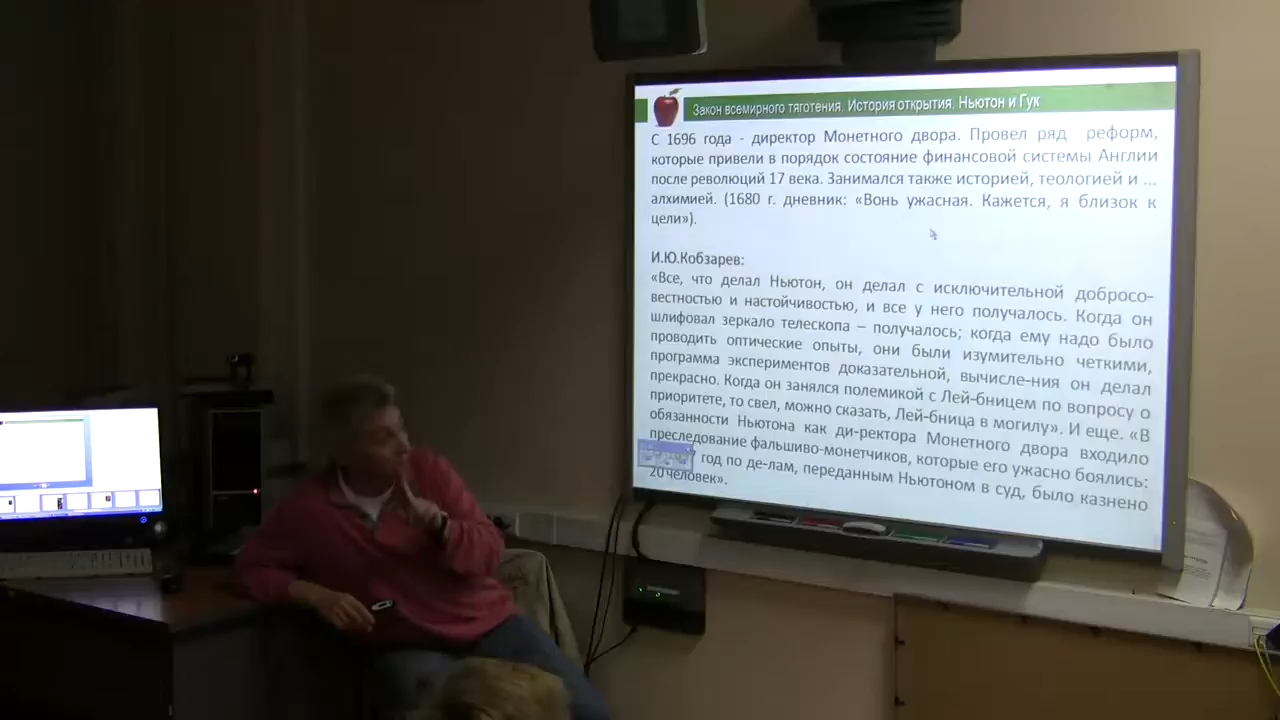 Закон всемирного тяготения. История открытия. Ньютон и Гук
С 1696 года - директор Монетного двора. Провел ряд реформ,
которые привели в порядок состояние финансовой системы Англии
после революций 17 века. Занимался также историей, теологией и ...
алхимией. (1680 г. дневник: «Вонь ужасная. Кажется, я близок к
цели»).
И.Ю.Кобзарев:
«Все, что делал Ньютон, он делал с исключительной добросо-
вестностью и настойчивостью, и все у него получалось. Когда он
шлифовал зеркало телескопа – получалось; когда ему надо было
проводить оптические опыты, они были изумительно четкими,
программа экспериментов доказательной, вычисле-ния он делал
прекрасно. Когда он занялся полемикой с Лей-бницем по вопросу о
приоритете, то свел, можно сказать, Лей-бница в могилу». И еще. «В
обязанности Ньютона как ди-ректора Монетного двора входило
преследование фальшиво-монетчиков, которые его ужасно боялись:
год по де-лам, переданным Ньютоном в суд, было казнено
20 человек».